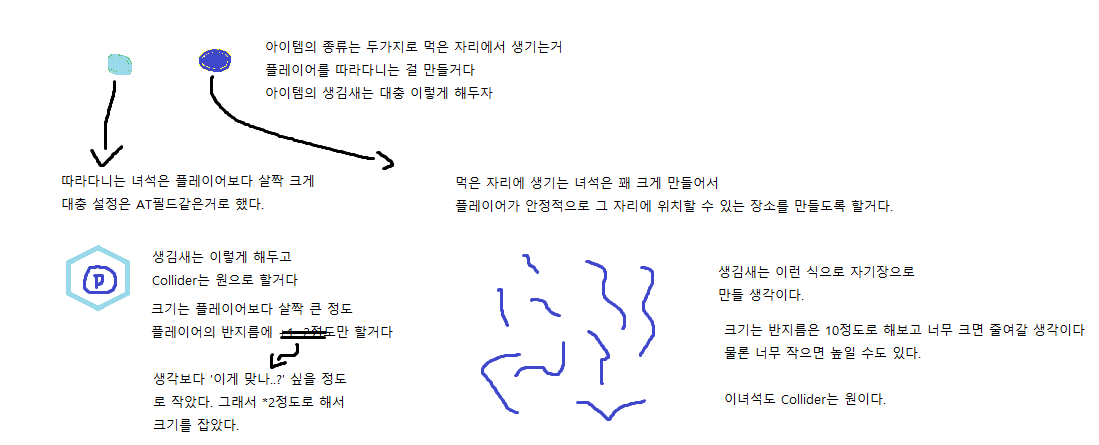 아이템의 종류는 두가지로 먹은 자리에서 생기는거
플레이어를 따라다니는 걸 만들거다
아이템의 생김새는 대충 이렇게 해두자
따라다니는 녀석은 플레이어보다 살짝 크게
대충 설정은 AT필드같은거로 했다.
먹은 자리에 생기는 녀석은 꽤 크게 만들어서
플레이어가 안정적으로 그 자리에 위치할 수 있는 장소를 만들도록 할거다.
P
생김새는 이렇게 해두고
Collider는 원으로 할거다
크기는 플레이어보다 살짝 큰 정도
플레이어의 반지름에 +1~2정도만 할거다
생각보다 '이게 맞나..?' 싶을 정도
로 작았다. 그래서 *2정도로 해서
크기를 잡았다.
생김새는 이런 식으로 자기장으로
만들 생각이다.
크기는 반지름은 10정도로 해보고 너무 크면 줄여갈 생각이다
물론 너무 작으면 높일 수도 있다.
이녀석도 Collider는 원이다.